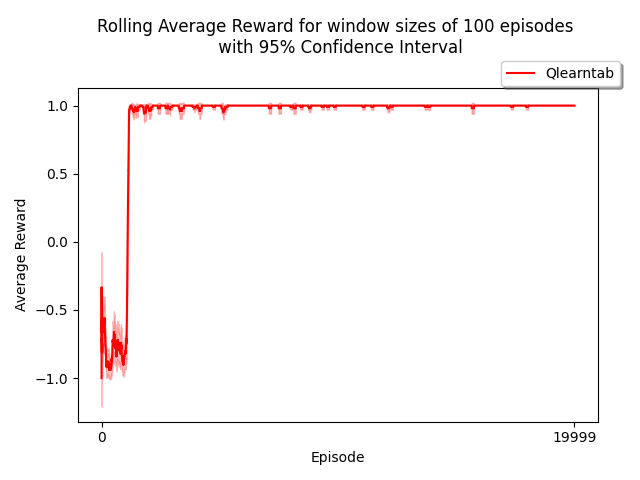 Rolling Average Reward for window sizes of 100 episodes
with 95% Confidence Interval
Qlearntab
1.0
0.5
0.0
−0.5
−1.0
Average Reward
0
19999
Episode